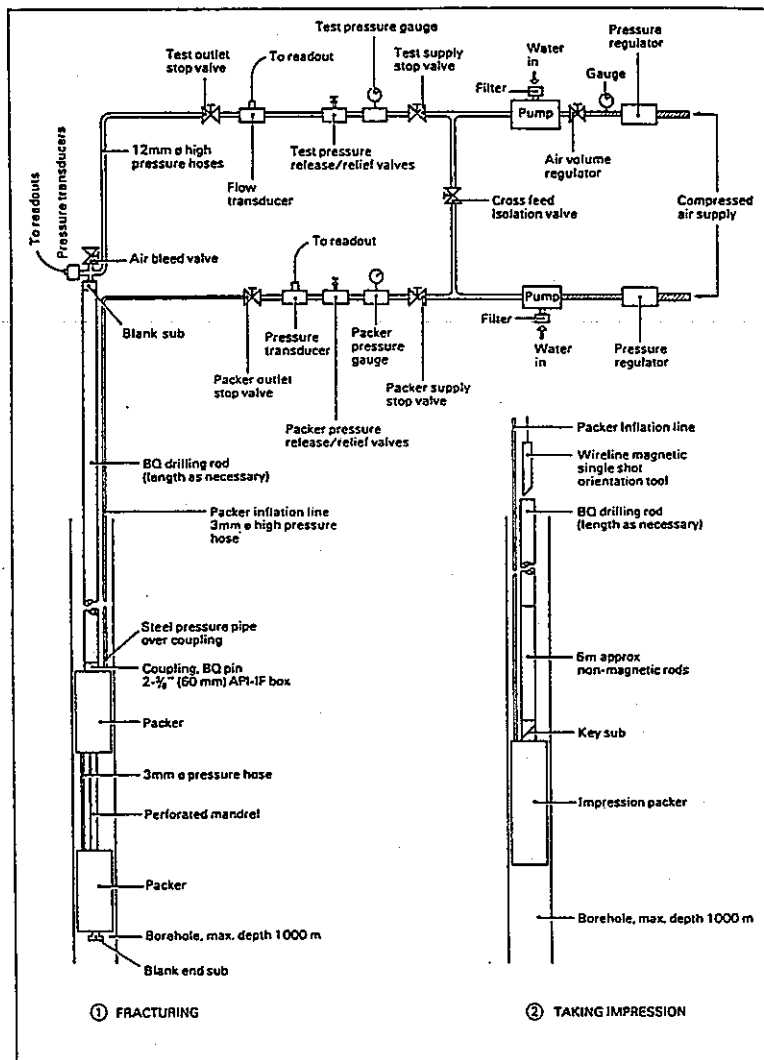 Test pressure gauge
Test outlet
stop valve
To readout
Test supply
stop valve
Water
in
Filter
Pressure
regulator
Gauge
Pump
12mm ø high
pressure hoses
Flow
transducer
Test pressure
release/relief valves
Air volume
regulator
Cross feed
Isolation valve
Compressed
air supply
To readouts
Pressure transducers
Air bleed valve
Blank sub
To readout
Pressure
transducer
Packer
pressure
gauge
Pump
Filter
Water
in
Pressure
regulator
Packer outlet
stop valve
Packer pressure
release/relief valves
Packer supply
stop valve
BQ drilling rod
(length as necessary)
Packer inflation line
3mm ø high pressure
hose
Steel pressure pipe
over coupling
Coupling, BQ pin
2-⅜" (60 mm) API-IF box
Packer
3mm ø pressure hose
Perforated mandrel
Packer
Borehole, max. depth 1000 m
Blank end sub
① FRACTURING
Packer Inflation line
Wireline magnetic
single shot
orientation tool
BQ drilling rod
(length as necessary)
6m approx
non-magnetic rods
Key sub
Impression packer
Borehole, max. depth 1000 m
② TAKING IMPRESSION